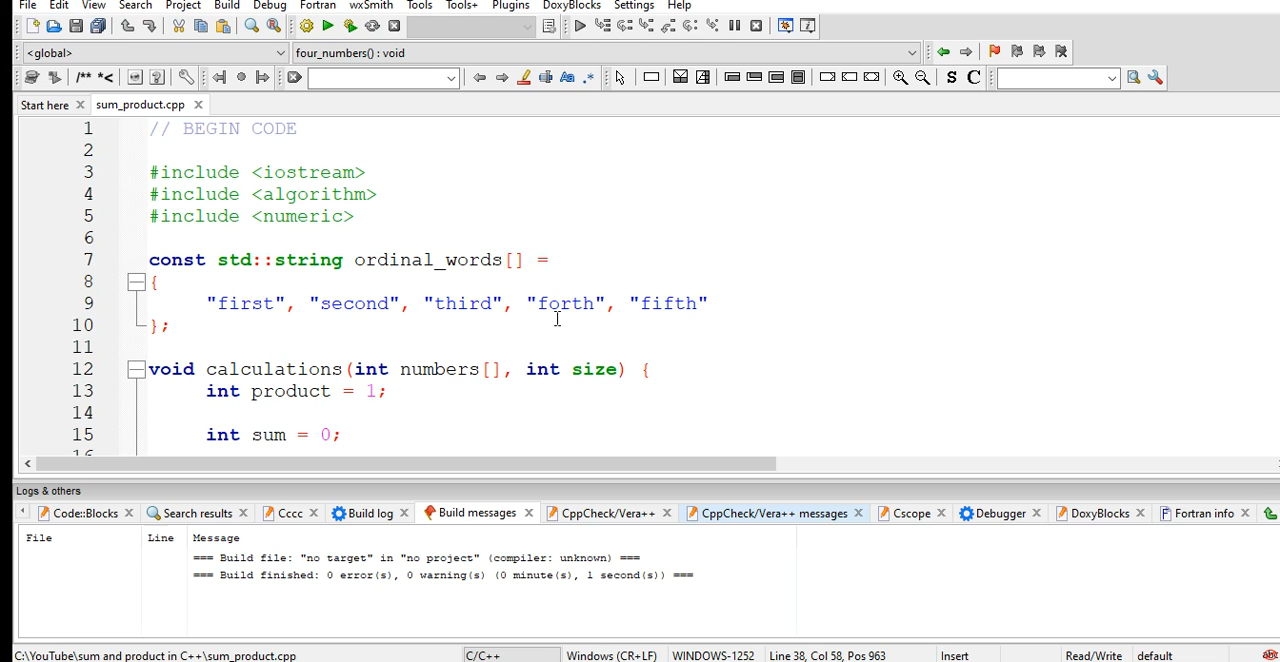 File Edit View Search Project Build Debug Fortran wxSmith Tools Tools+ Plugins DoxyBlocks Settings Help
<global> four_numbers() : void
/** *< S C
Start here sum_product.cpp
1 // BEGIN CODE
2
3 #include <iostream>
4 #include <algorithm>
5 #include <numeric>
6
7 const std::string ordinal_words[] =
8 {
9 "first", "second", "third", "forth", "fifth"
10 };
11
12 void calculations(int numbers[], int size) {
13 int product = 1;
14
15 int sum = 0;
16
Logs & others
Code::Blocks Search results Cccc Build log Build messages CppCheck/Vera++ CppCheck/Vera++ messages Cscope Debugger DoxyBlocks Fortran info
File Line Message
=== Build file: "no target" in "no project" (compiler: unknown) ===
=== Build finished: 0 error(s), 0 warning(s) (0 minute(s), 1 second(s)) ===
C:\YouTube\sum and product in C++\sum_product.cpp C/C++ Windows (CR+LF) WINDOWS-1252 Line 38, Col 58, Pos 963 Insert Read/Write default